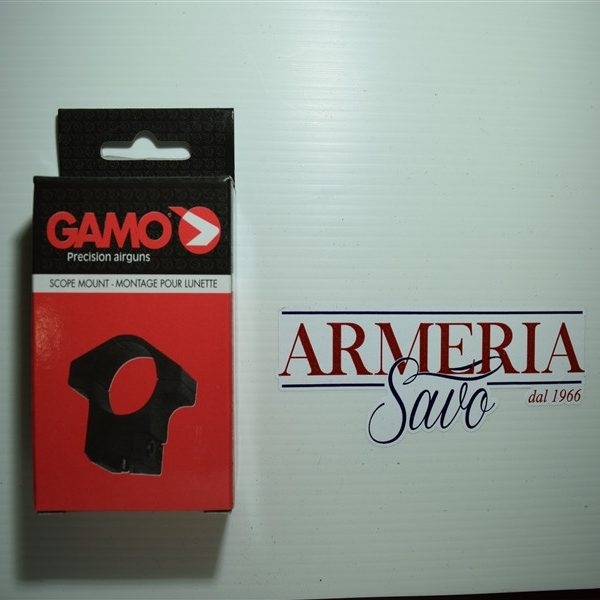 GAMO®
Precision airguns
SCOPE MOUNT - MONTAGE POUR LUNETTE
ARMERIA
Savo
dal 1966